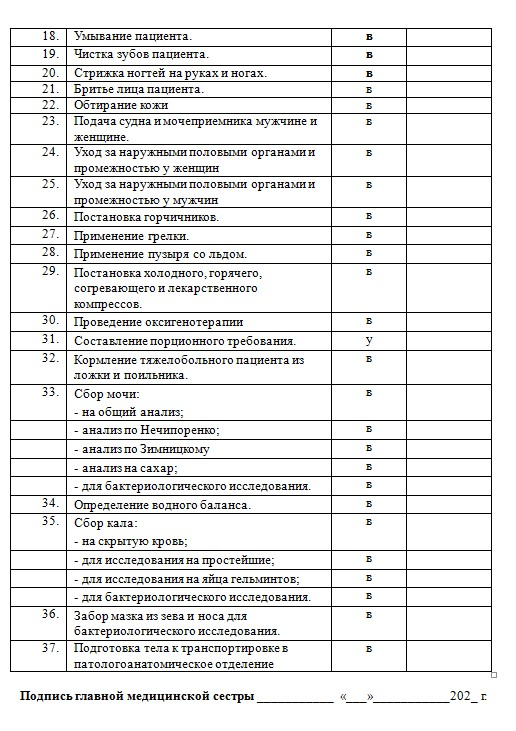 18. Умывание пациента. в
19. Чистка зубов пациента. в
20. Стрижка ногтей на руках и ногах. в
21. Бритье лица пациента. в
22. Обтирание кожи в
23. Подача судна и мочеприемника мужчине и в
женщине.
24. Уход за наружными половыми органами и в
промежностью у женщин
25. Уход за наружными половыми органами и в
промежностью у мужчин
26. Постановка горчичников. в
27. Применение грелки. в
28. Применение пузыря со льдом. в
29. Постановка холодного, горячего, в
согревающего и лекарственного
компрессов.
30. Проведение оксигенотерапии в
31. Составление порционного требования. у
32. Кормление тяжелобольного пациента из в
ложки и поильника.
33. Сбор мочи: в
- на общий анализ;
- анализ по Нечипоренко; в
- анализ по Зимницкому в
- анализ на сахар; в
- для бактериологического исследования. в
34. Определение водного баланса. в
35. Сбор кала: в
- на скрытую кровь;
- для исследования на простейшие; в
- для исследования на яйца гельминтов; в
- для бактериологического исследования. в
36. Забор мазка из зева и носа для в
бактериологического исследования.
37. Подготовка тела к транспортировке в в
патологоанатомическое отделение
Подпись главной медицинской сестры ___________ «___»___________202_ г.